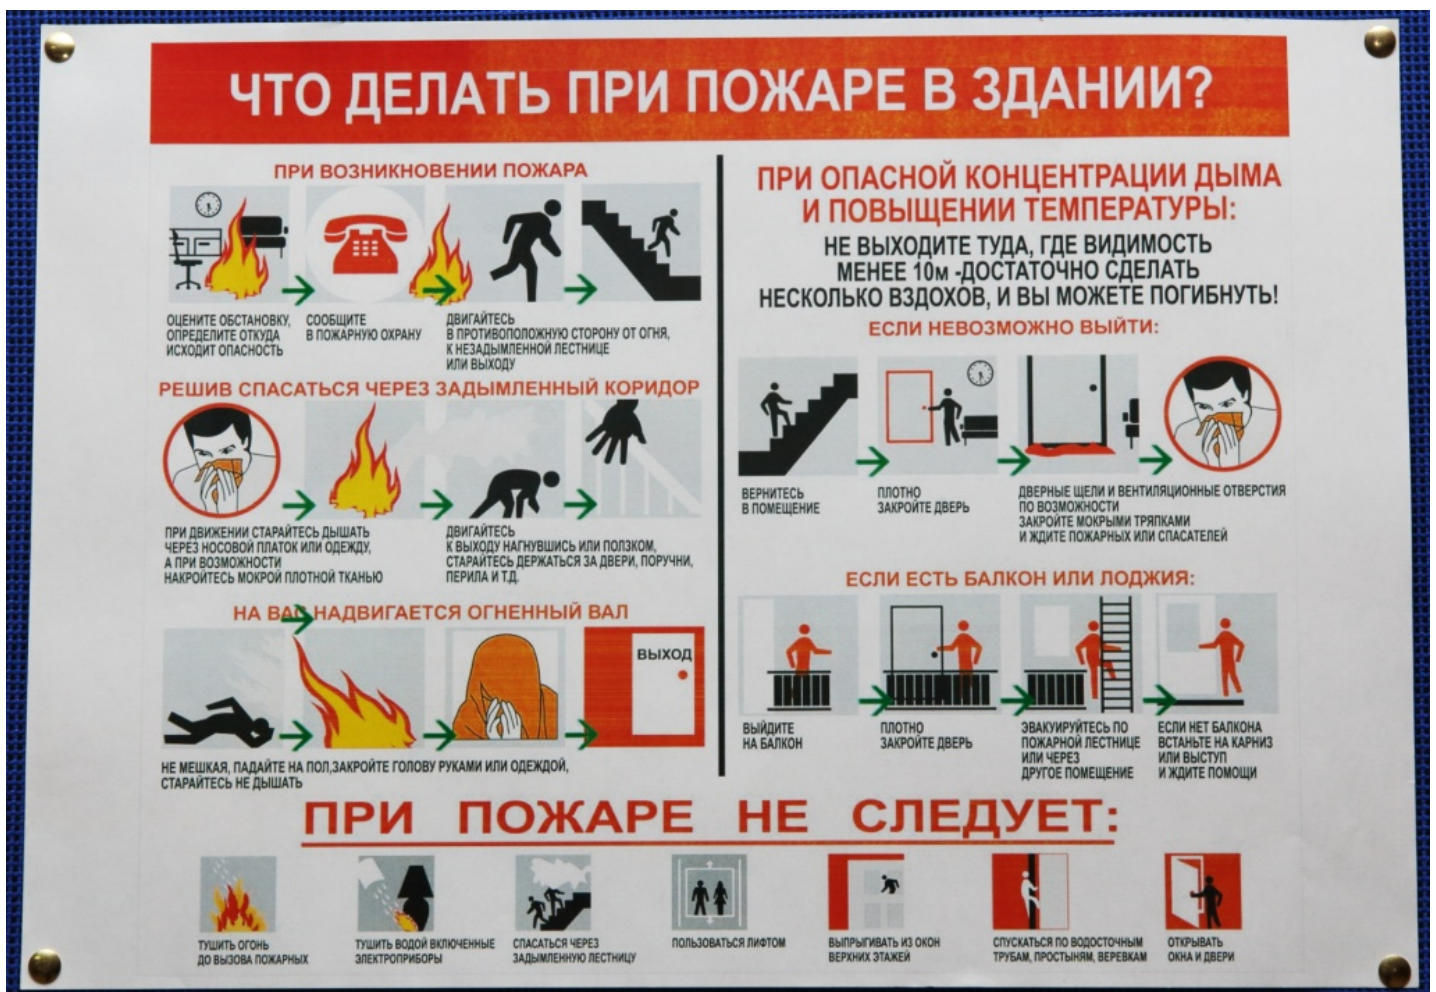 ЧТО ДЕЛАТЬ ПРИ ПОЖАРЕ В ЗДАНИИ?
ПРИ ВОЗНИКНОВЕНИИ ПОЖАРА
ОЦЕНИТЕ ОБСТАНОВКУ,
ОПРЕДЕЛИТЕ ОТКУДА
ИСХОДИТ ОПАСНОСТЬ
СООБЩИТЕ
В ПОЖАРНУЮ ОХРАНУ
ДВИГАЙТЕСЬ
В ПРОТИВОПОЛОЖНУЮ СТОРОНУ ОТ ОГНЯ,
К НЕЗАДЫМЛЕННОЙ ЛЕСТНИЦЕ
ИЛИ ВЫХОДУ
РЕШИВ СПАСАТЬСЯ ЧЕРЕЗ ЗАДЫМЛЕННЫЙ КОРИДОР
ПРИ ДВИЖЕНИИ СТАРАЙТЕСЬ ДЫШАТЬ
ЧЕРЕЗ НОСОВОЙ ПЛАТОК ИЛИ ОДЕЖДУ,
А ПРИ ВОЗМОЖНОСТИ
НАКРОЙТЕСЬ МОКРОЙ ПЛОТНОЙ ТКАНЬЮ
ДВИГАЙТЕСЬ
К ВЫХОДУ НАГНУВШИСЬ ИЛИ ПОЛЗКОМ,
СТАРАЙТЕСЬ ДЕРЖАТЬСЯ ЗА ДВЕРИ, ПОРУЧНИ,
ПЕРИЛА И Т.Д.
НА ВАС НАДВИГАЕТСЯ ОГНЕННЫЙ ВАЛ
ВЫХОД
НЕ МЕШКАЯ, ПАДАЙТЕ НА ПОЛ,ЗАКРОЙТЕ ГОЛОВУ РУКАМИ ИЛИ ОДЕЖДОЙ,
СТАРАЙТЕСЬ НЕ ДЫШАТЬ
ПРИ ОПАСНОЙ КОНЦЕНТРАЦИИ ДЫМА
И ПОВЫЩЕНИИ ТЕМПЕРАТУРЫ:
НЕ ВЫХОДИТЕ ТУДА, ГДЕ ВИДИМОСТЬ
МЕНЕЕ 10м -ДОСТАТОЧНО СДЕЛАТЬ
НЕСКОЛЬКО ВЗДОХОВ, И ВЫ МОЖЕТЕ ПОГИБНУТЬ!
ЕСЛИ НЕВОЗМОЖНО ВЫЙТИ:
ВЕРНИТЕСЬ
В ПОМЕЩЕНИЕ
ПЛОТНО
ЗАКРОЙТЕ ДВЕРЬ
ДВЕРНЫЕ ЩЕЛИ И ВЕНТИЛЯЦИОННЫЕ ОТВЕРСТИЯ
ПО ВОЗМОЖНОСТИ
ЗАКРОЙТЕ МОКРЫМИ ТРЯПКАМИ
И ЖДИТЕ ПОЖАРНЫХ ИЛИ СПАСАТЕЛЕЙ
ЕСЛИ ЕСТЬ БАЛКОН ИЛИ ЛОДЖИЯ:
ВЫЙДИТЕ
НА БАЛКОН
ПЛОТНО
ЗАКРОЙТЕ ДВЕРЬ
ЭВАКУИРУЙТЕСЬ ПО
ПОЖАРНОЙ ЛЕСТНИЦЕ
ИЛИ ЧЕРЕЗ
ДРУГОЕ ПОМЕЩЕНИЕ
ЕСЛИ НЕТ БАЛКОНА
ВСТАНЬТЕ НА КАРНИЗ
ИЛИ ВЫСТУП
И ЖДИТЕ ПОМОЩИ
ПРИ ПОЖАРЕ НЕ СЛЕДУЕТ:
ТУШИТЬ ОГОНЬ
ДО ВЫЗОВА ПОЖАРНЫХ
ТУШИТЬ ВОДОЙ ВКЛЮЧЕННЫЕ
ЭЛЕКТРОПРИБОРЫ
СПАСАТЬСЯ ЧЕРЕЗ
ЗАДЫМЛЕННУЮ ЛЕСТНИЦУ
ПОЛЬЗОВАТЬСЯ ЛИФТОМ
ВЫПРЫГИВАТЬ ИЗ ОКОН
ВЕРХНИХ ЭТАЖЕЙ
СПУСКАТЬСЯ ПО ВОДОСТОЧНЫМ
ТРУБАМ, ПРОСТЫНЯМ, ВЕРЕВКАМ
ОТКРЫВАТЬ
ОКНА И ДВЕРИ